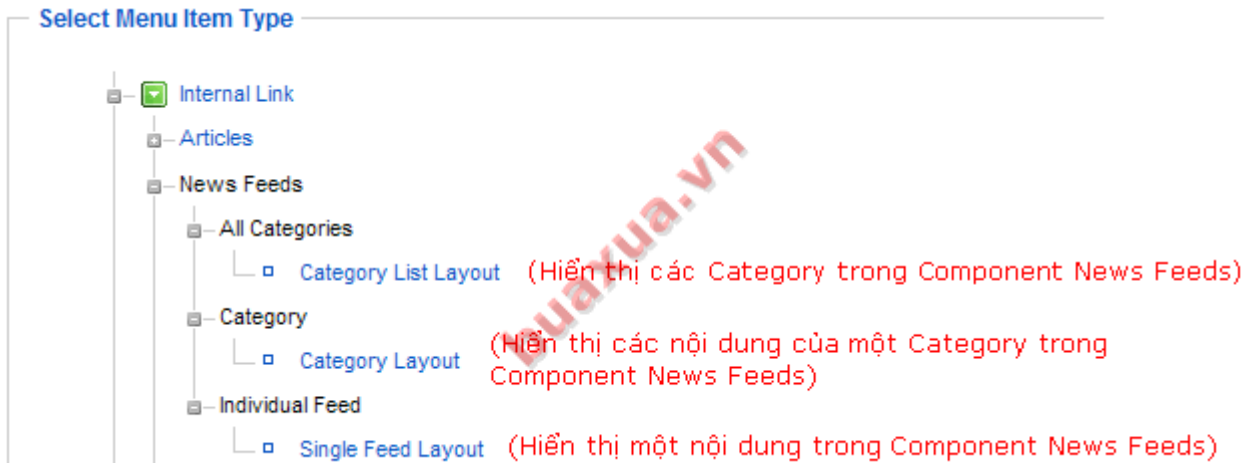 Select Menu Item Type
Internal Link
Articles
News Feeds
All Categories
Category List Layout (Hiển thị các Category trong Component News Feeds)
Category
Category Layout (Hiển thị các nội dung của một Category trong
Component News Feeds)
Individual Feed
Single Feed Layout (Hiển thị một nội dung trong Component News Feeds)
buaxua.vn